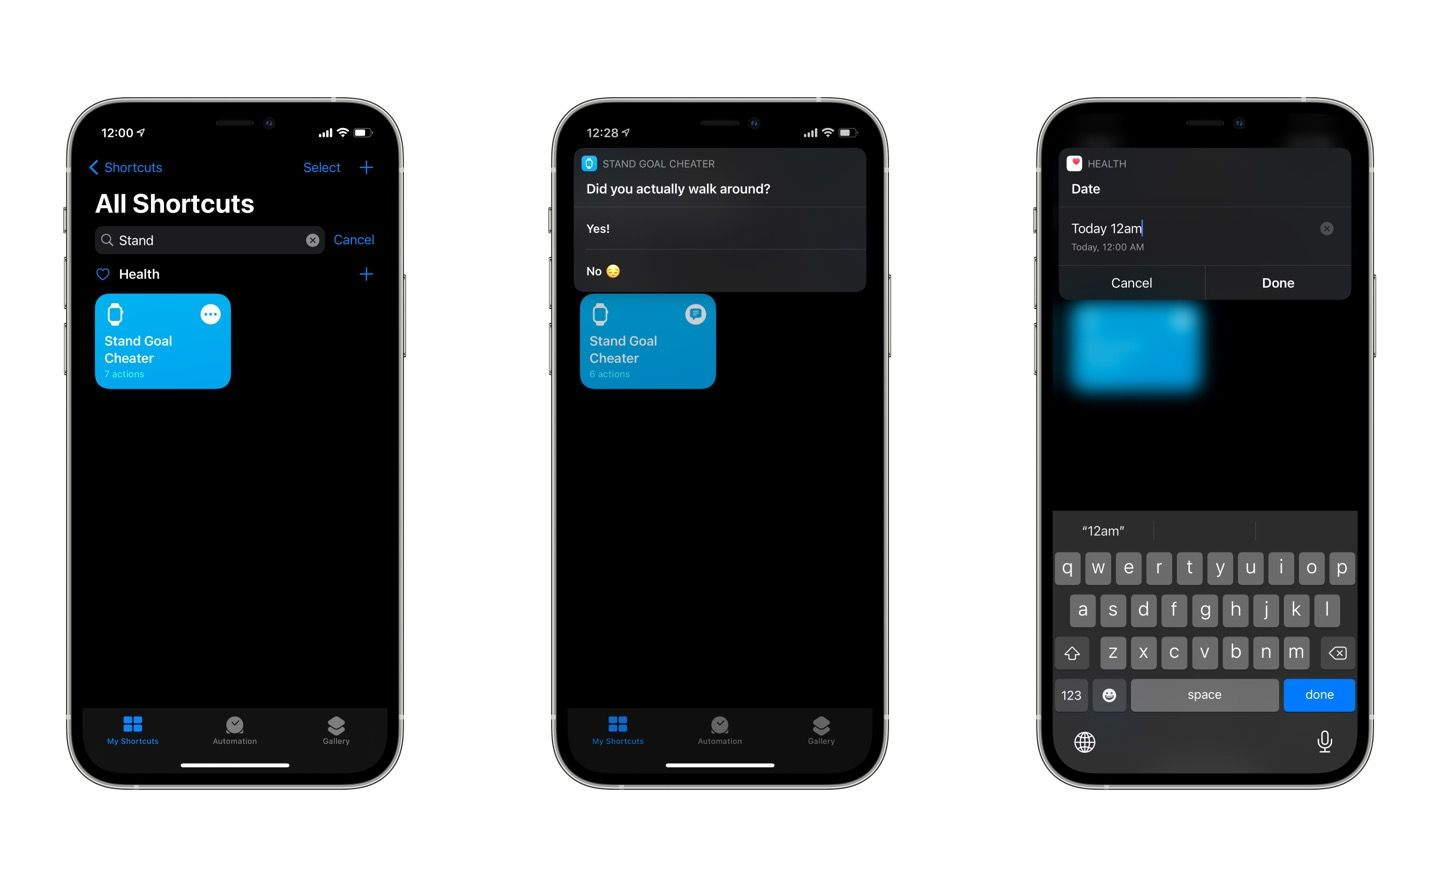 12:00
Shortcuts
Select
All Shortcuts
Stand
Cancel
Health
Stand Goal
Cheater
7 actions
My Shortcuts
Automation
Gallery
12:28
STAND GOAL CHEATER
Did you actually walk around?
Yes!
No 😔
Stand Goal
Cheater
6 actions
My Shortcuts
Automation
Gallery
HEALTH
Date
Today 12am
Today, 12:00 AM
Cancel
Done
“12am”
q w e r t y u i o p
a s d f g h j k l
z x c v b n m
123
space
done